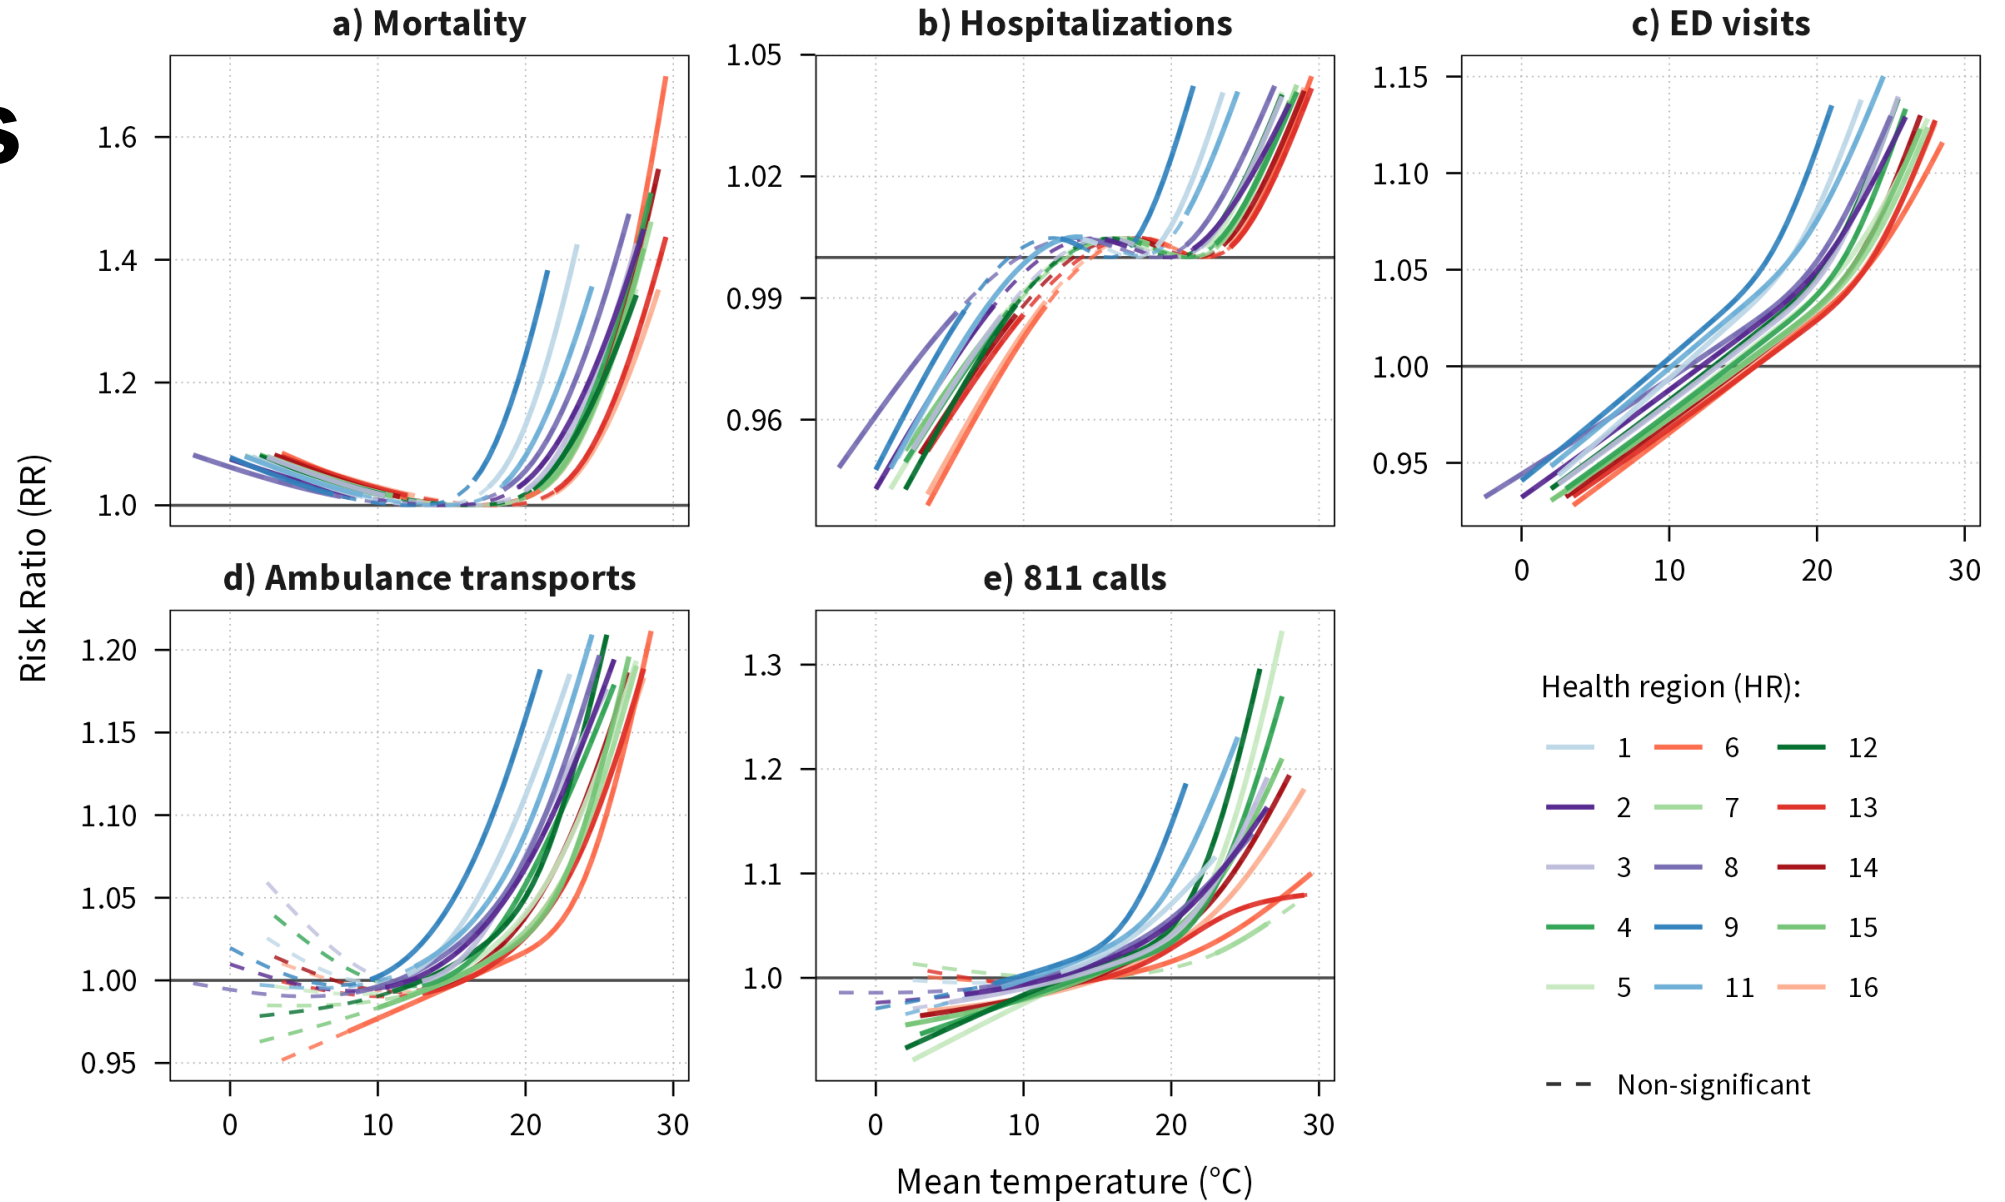 s
a) Mortality
b) Hospitalizations
c) ED visits
1.6
1.4
1.2
1.0
1.05
1.02
0.99
0.96
1.15
1.10
1.05
1.00
0.95
0
10
20
30
Risk Ratio (RR)
d) Ambulance transports
e) 811 calls
1.20
1.15
1.10
1.05
1.00
0.95
0
10
20
30
1.3
1.2
1.1
1.0
0
10
20
30
Mean temperature (°C)
Health region (HR):
1 6 12
2 7 13
3 8 14
4 9 15
5 11 16
Non-significant